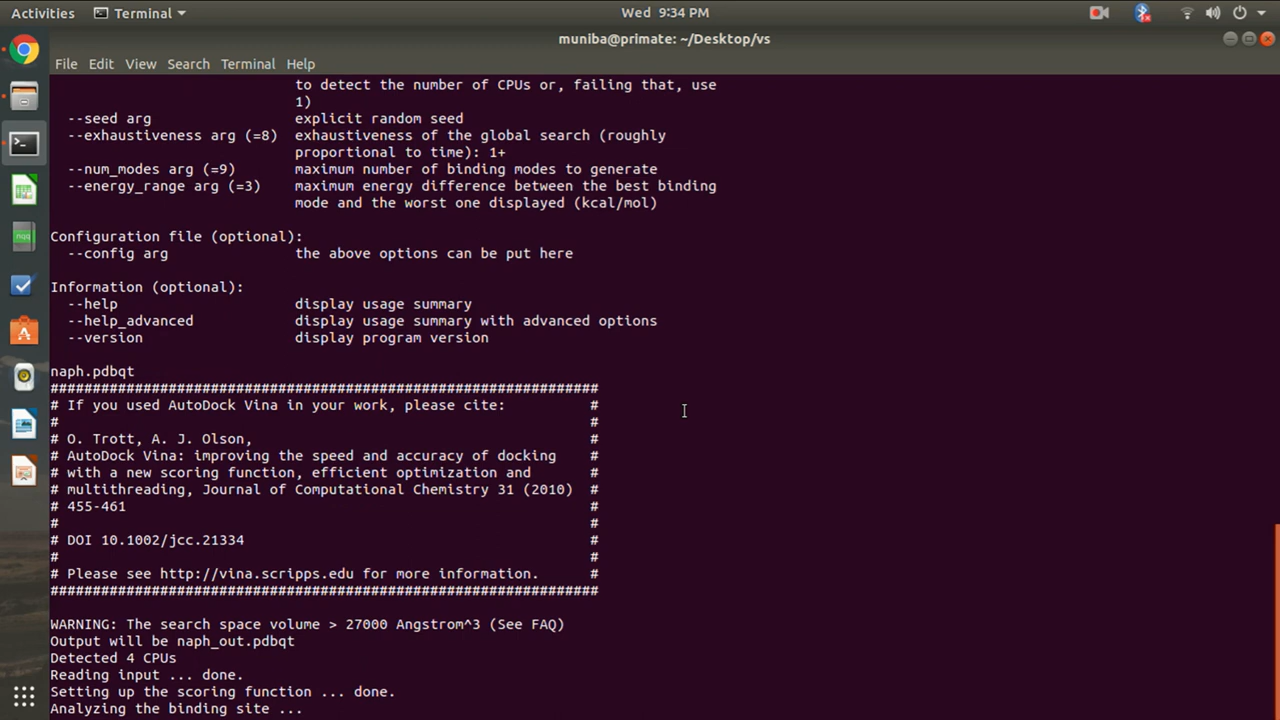 Activities Terminal Wed 9:34 PM
muniba@primate: ~/Desktop/vs
File Edit View Search Terminal Help
to detect the number of CPUs or, failing that, use
1)
--seed arg explicit random seed
--exhaustiveness arg (=8) exhaustiveness of the global search (roughly
proportional to time): 1+
--num_modes arg (=9) maximum number of binding modes to generate
--energy_range arg (=3) maximum energy difference between the best binding
mode and the worst one displayed (kcal/mol)
Configuration file (optional):
--config arg the above options can be put here
Information (optional):
--help display usage summary
--help_advanced display usage summary with advanced options
--version display program version
naph.pdbqt
#################################################################
# If you used AutoDock Vina in your work, please cite: #
# #
# O. Trott, A. J. Olson, #
# AutoDock Vina: improving the speed and accuracy of docking #
# with a new scoring function, efficient optimization and #
# multithreading, Journal of Computational Chemistry 31 (2010) #
# 455-461 #
# #
# DOI 10.1002/jcc.21334 #
# #
# Please see http://vina.scripps.edu for more information. #
#################################################################
WARNING: The search space volume > 27000 Angstrom^3 (See FAQ)
Output will be naph_out.pdbqt
Detected 4 CPUs
Reading input ... done.
Setting up the scoring function ... done.
Analyzing the binding site ...